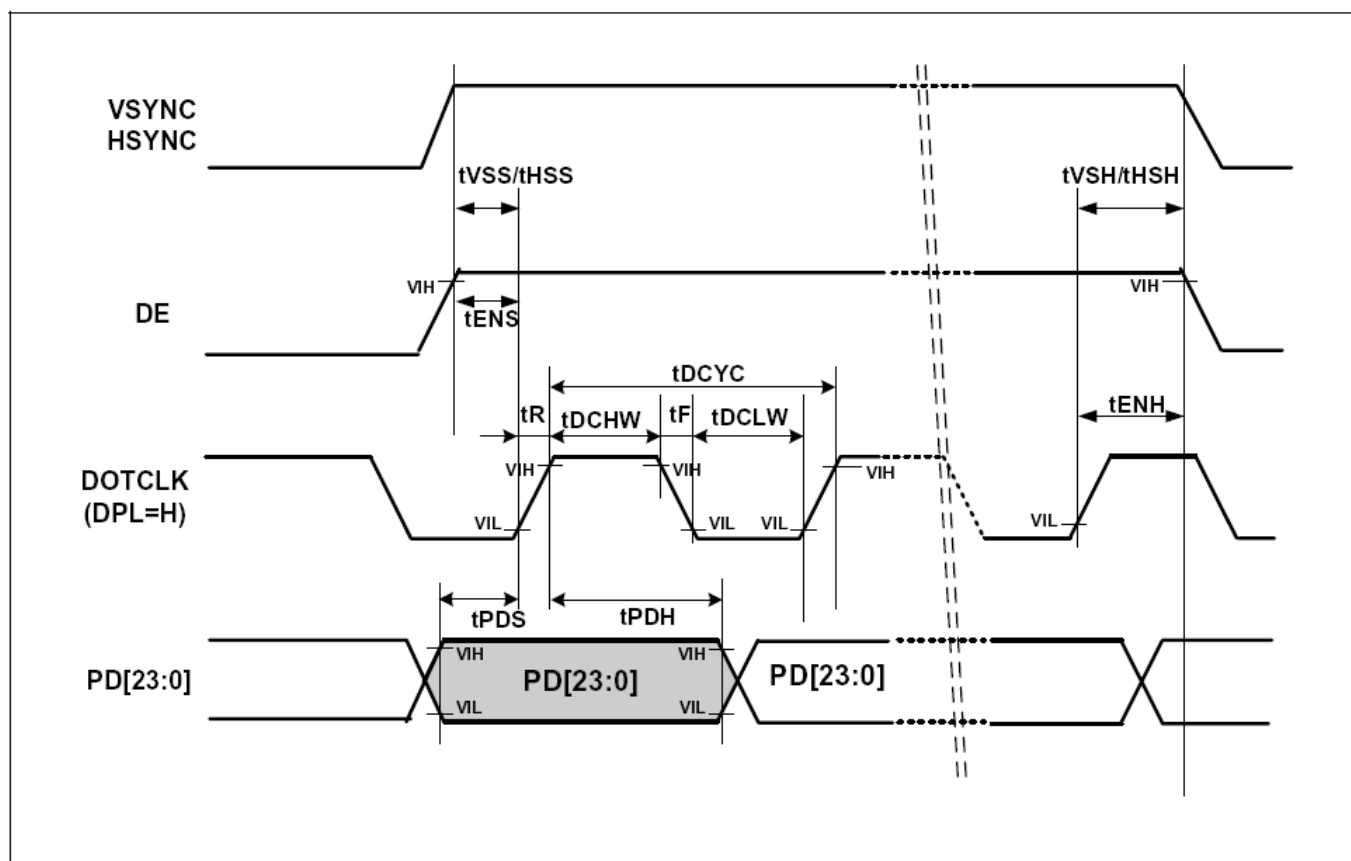 VSYNC
HSYNC
tVSS/tHSS
tVSH/tHSH
VIH
VIH
DE
tENS
tDCYC
tENH
tR
tDCHW
tF
tDCLW
DOTCLK
(DPL=H)
VIH
VIH
VIH
VIL
VIL
VIL
VIL
tPDS
tPDH
PD[23:0]
VIH
VIH
PD[23:0]
PD[23:0]
VIL
VIL